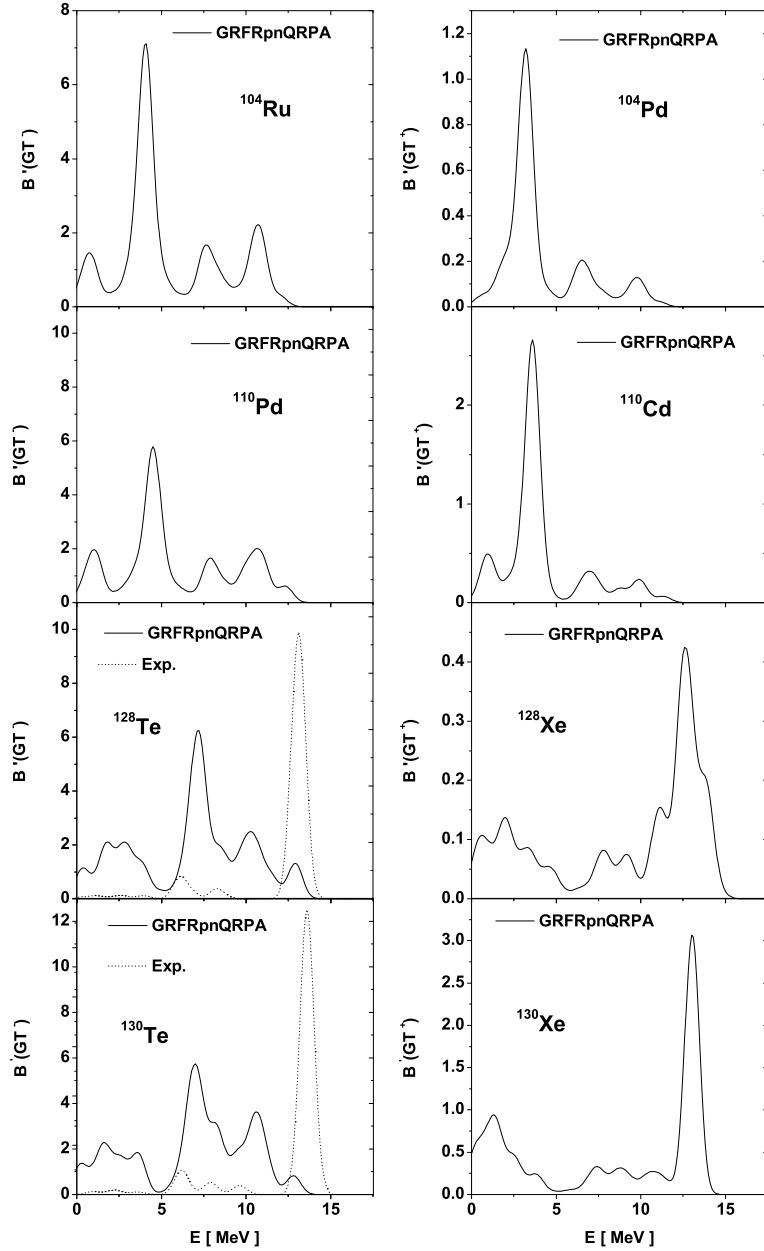 8
6
4
2
0
B '(GT⁻)
GRFRpnQRPA
¹⁰⁴Ru
1.2
1.0
0.8
0.6
0.4
0.2
0.0
B '(GT⁺)
GRFRpnQRPA
¹⁰⁴Pd
10
8
6
4
2
0
B '(GT⁻)
GRFRpnQRPA
¹¹⁰Pd
2
1
0
B '(GT⁺)
GRFRpnQRPA
¹¹⁰Cd
10
8
6
4
2
0
B '(GT⁻)
GRFRpnQRPA
Exp.
¹²⁸Te
0.4
0.3
0.2
0.1
0.0
B '(GT⁺)
GRFRpnQRPA
¹²⁸Xe
12
10
8
6
4
2
0
B '(GT⁻)
GRFRpnQRPA
Exp.
¹³⁰Te
0 5 10 15
E [ MeV ]
3.0
2.5
2.0
1.5
1.0
0.5
0.0
B '(GT⁺)
GRFRpnQRPA
¹³⁰Xe
0 5 10 15
E [ MeV ]